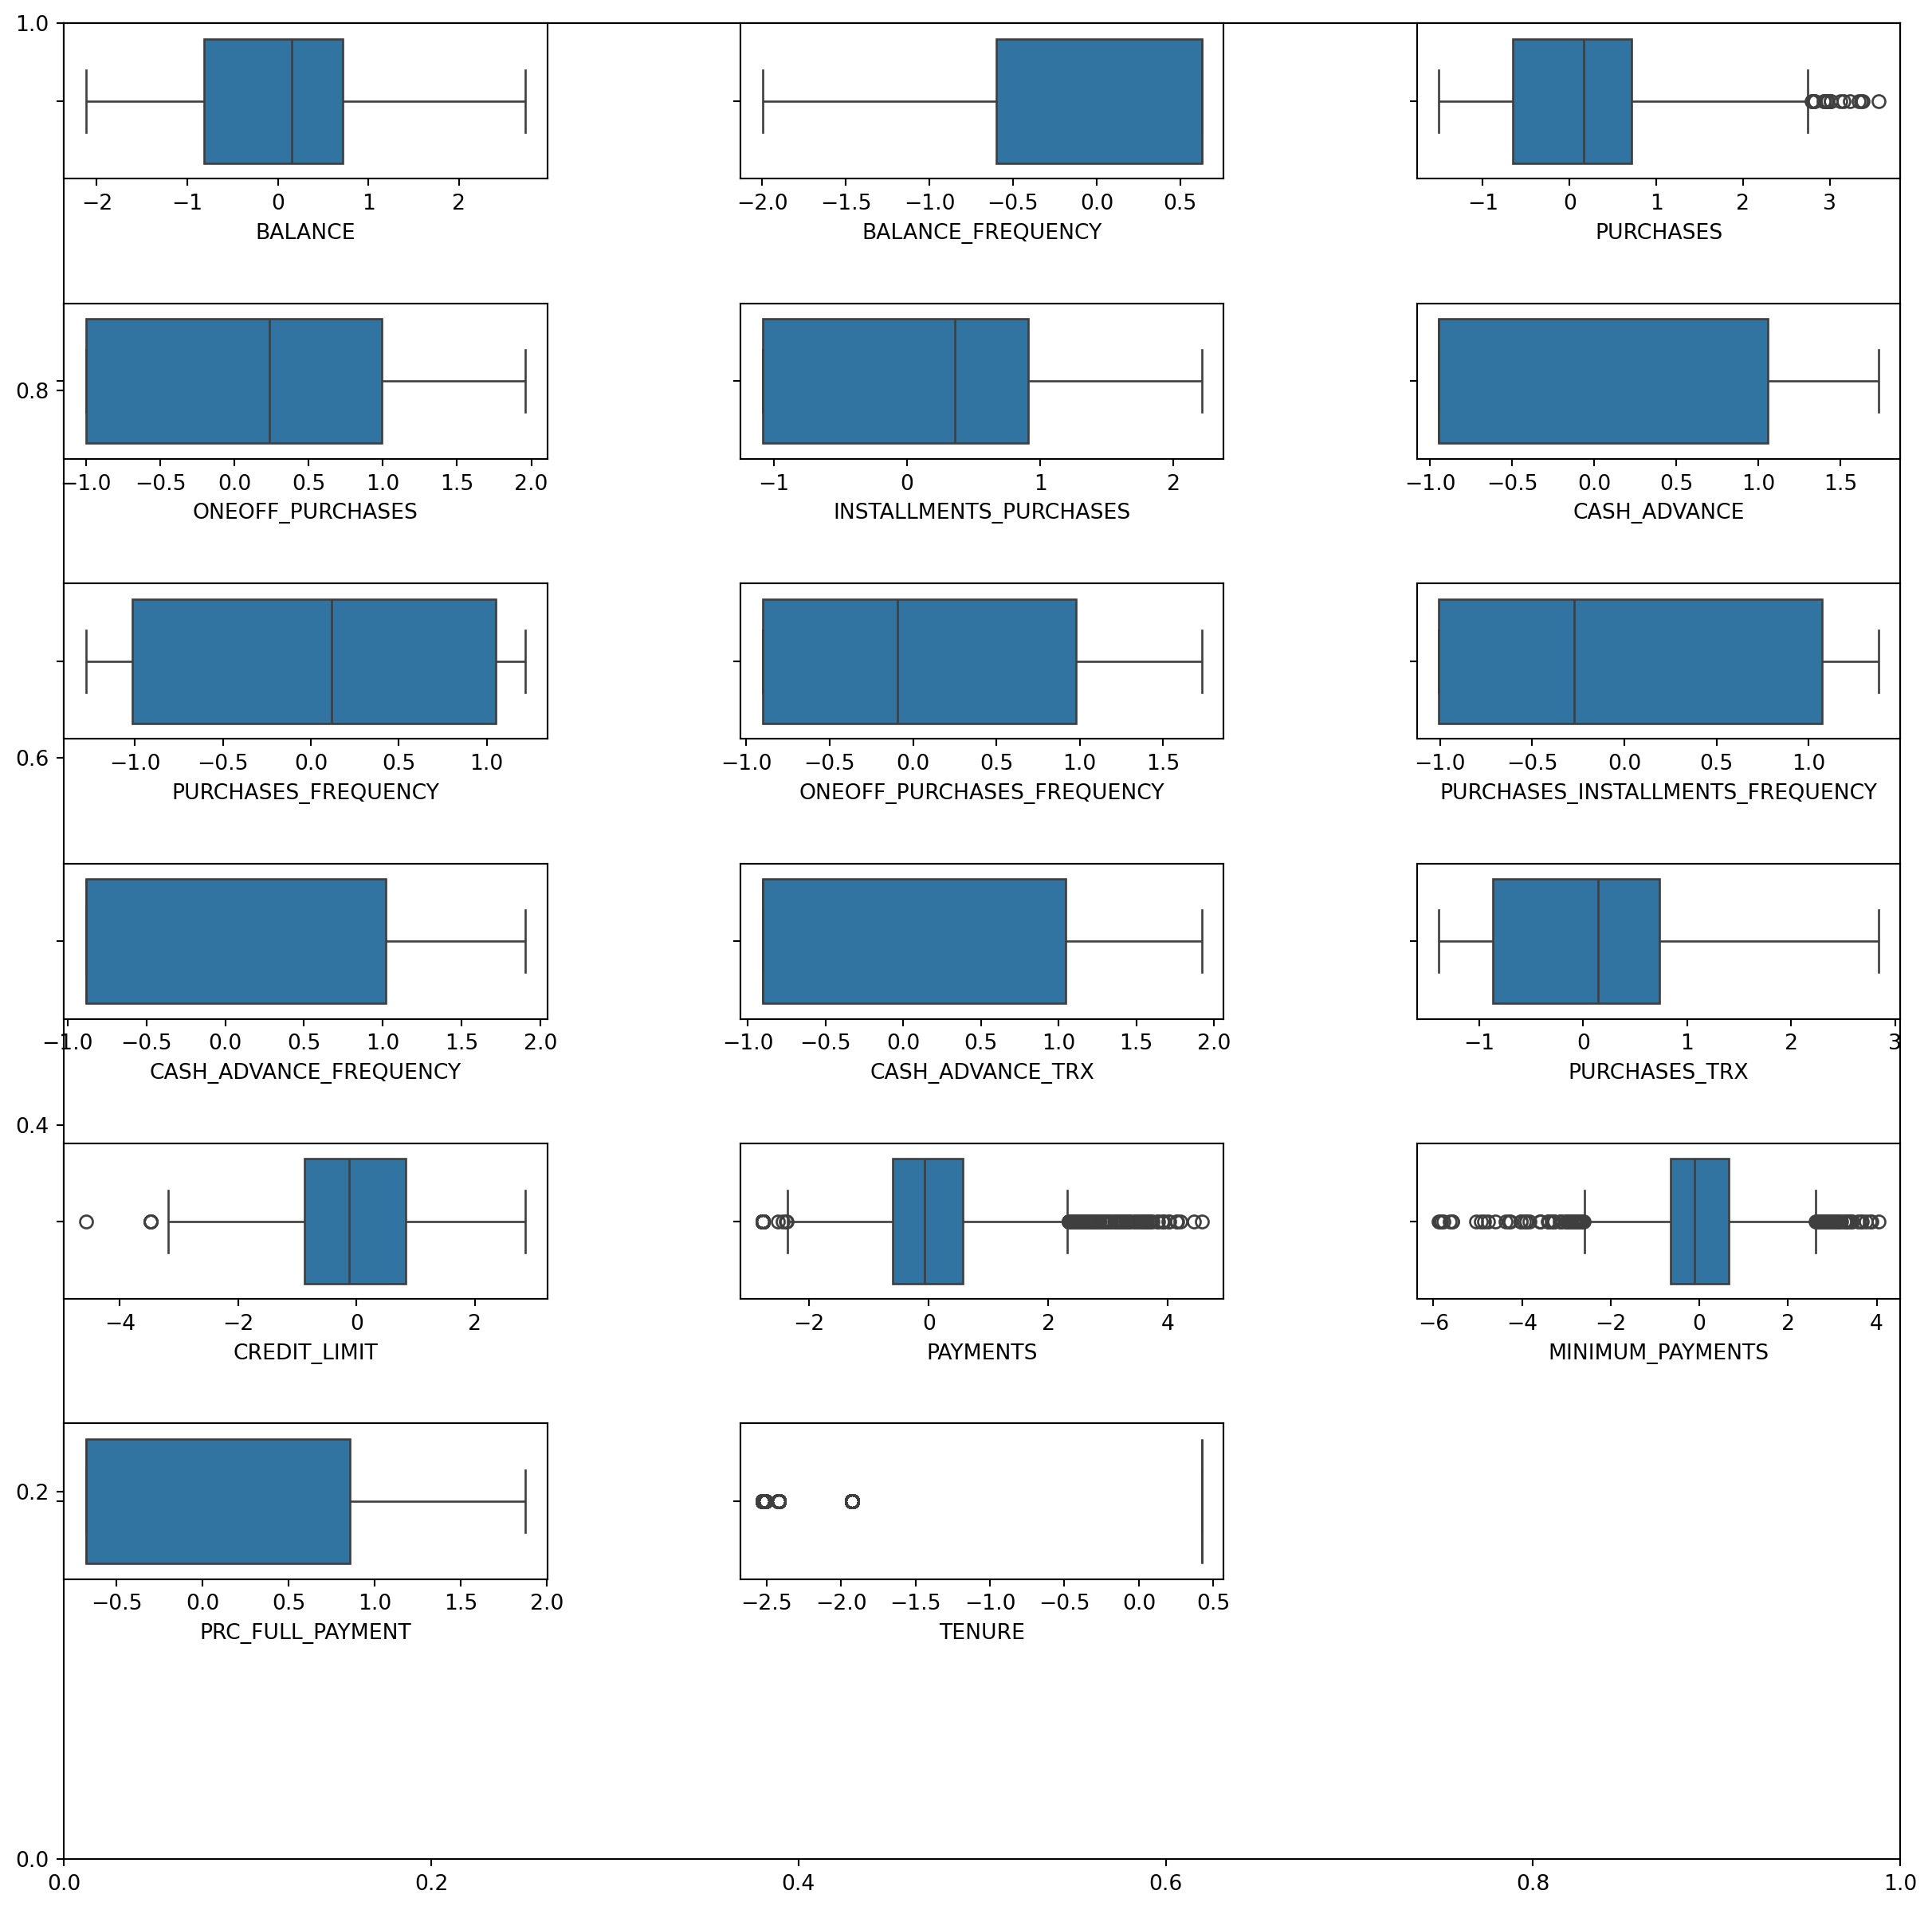 1.0
−2 −1 0 1 2
BALANCE
−2.0 −1.5 −1.0 −0.5 0.0 0.5
BALANCE_FREQUENCY
−1 0 1 2 3
PURCHASES
0.8
−1.0 −0.5 0.0 0.5 1.0 1.5 2.0
ONEOFF_PURCHASES
−1 0 1 2
INSTALLMENTS_PURCHASES
−1.0 −0.5 0.0 0.5 1.0 1.5
CASH_ADVANCE
−1.0 −0.5 0.0 0.5 1.0
PURCHASES_FREQUENCY
−1.0 −0.5 0.0 0.5 1.0 1.5
ONEOFF_PURCHASES_FREQUENCY
−1.0 −0.5 0.0 0.5 1.0
PURCHASES_INSTALLMENTS_FREQUENCY
0.6
−1.0 −0.5 0.0 0.5 1.0 1.5 2.0
CASH_ADVANCE_FREQUENCY
−1.0 −0.5 0.0 0.5 1.0 1.5 2.0
CASH_ADVANCE_TRX
−1 0 1 2 3
PURCHASES_TRX
0.4
−4 −2 0 2
CREDIT_LIMIT
−2 0 2 4
PAYMENTS
−6 −4 −2 0 2 4
MINIMUM_PAYMENTS
0.2
−0.5 0.0 0.5 1.0 1.5 2.0
PRC_FULL_PAYMENT
−2.5 −2.0 −1.5 −1.0 −0.5 0.0 0.5
TENURE
0.0
0.0 0.2 0.4 0.6 0.8 1.0